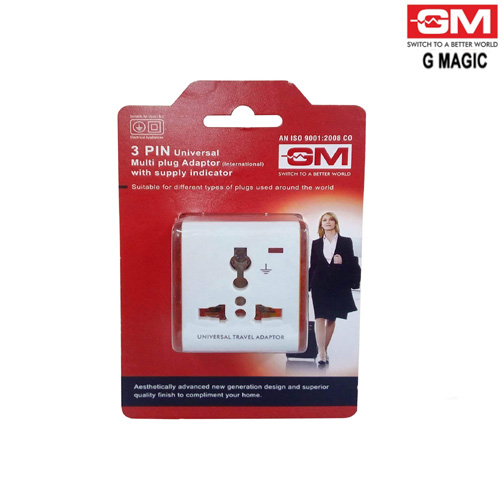 GM
SWITCH TO A BETTER WORLD
G MAGIC
AN ISO 9001:2008 CO
GM
SWITCH TO A BETTER WORLD
3 PIN Universal
Multi plug Adaptor (International)
with supply indicator
Suitable for different types of plugs used around the world
UNIVERSAL TRAVEL ADAPTOR
Aesthetically advanced new generation design and superior
quality finish to compliment your home.